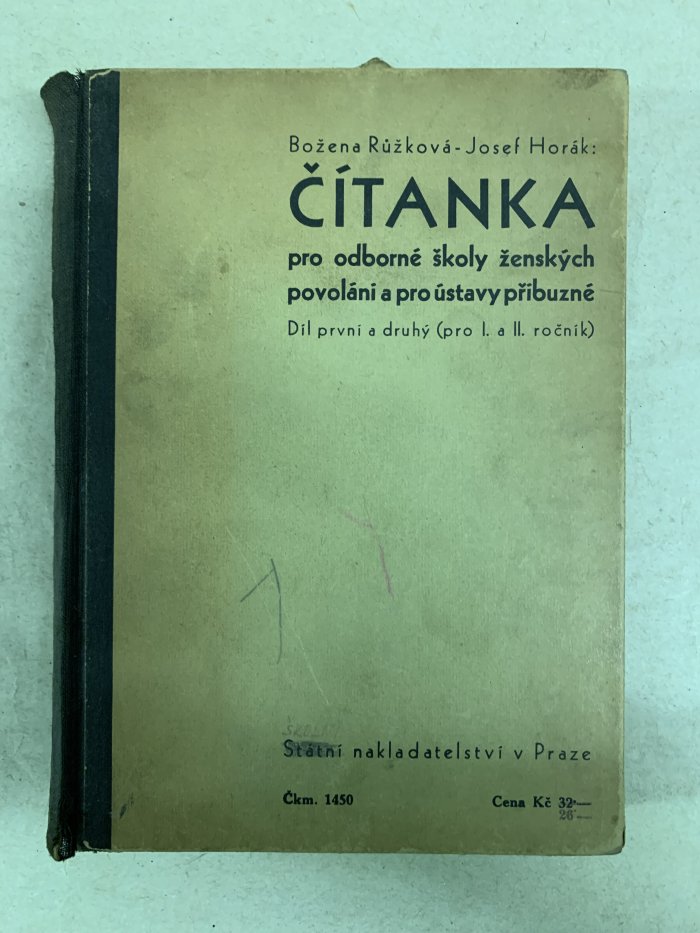 Božena Růžková - Josef Horák:
ČÍTANKA
pro odborné školy ženských
povolání a pro ústavy příbuzné
Díl první a druhý (pro I. a II. ročník)
Státní nakladatelství v Praze
Čkm. 1450
Cena Kč 32·—
26·—